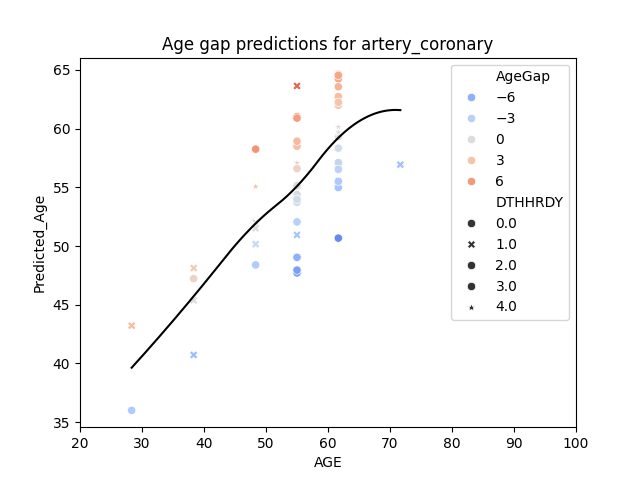 Age gap predictions for artery_coronary
Predicted_Age
65
60
55
50
45
40
35
20 30 40 50 60 70 80 90 100
AGE
AgeGap
−6
−3
0
3
6
DTHHRDY
0.0
1.0
2.0
3.0
4.0